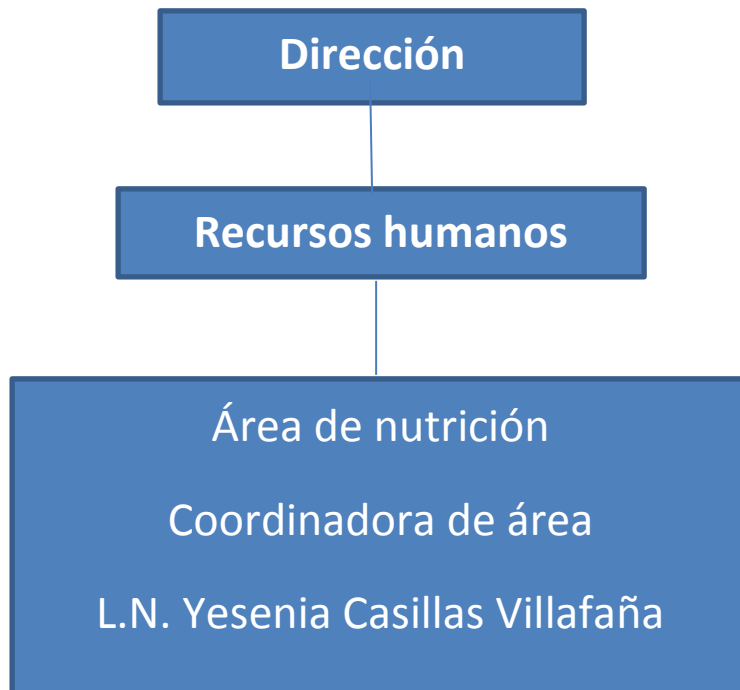 Dirección
Recursos humanos
Área de nutrición
Coordinadora de área
L.N. Yesenia Casillas Villafaña